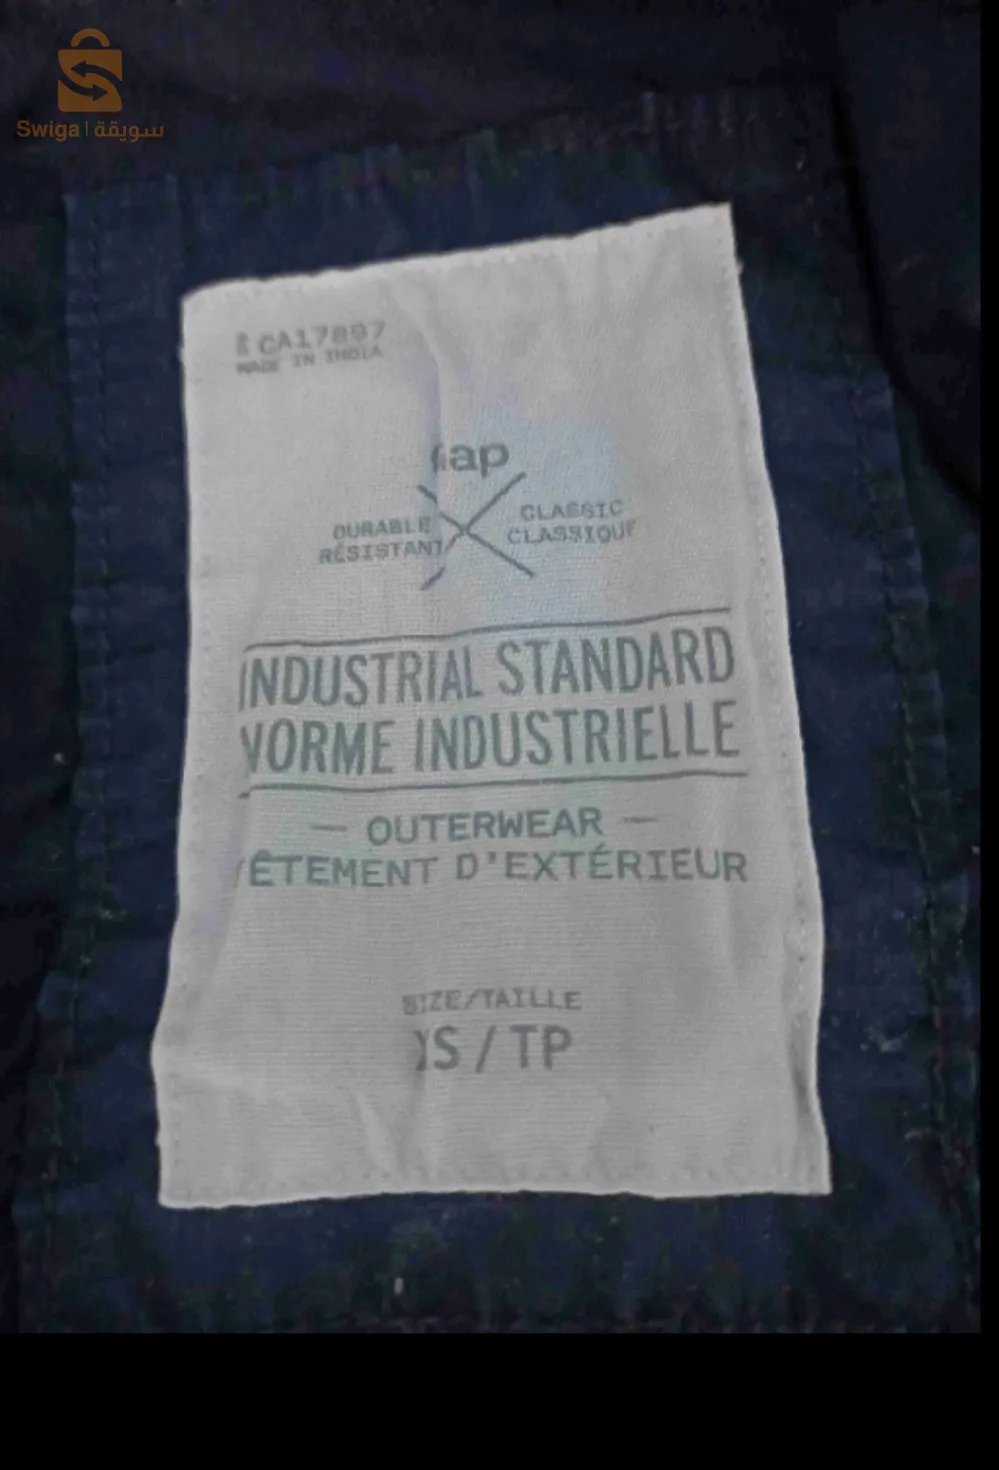 Swiga | سويقة
CA17897
MADE IN INDIA
Gap
DURABLE
RÉSISTANT
CLASSIC
CLASSIQUE
INDUSTRIAL STANDARD
NORME INDUSTRIELLE
— OUTERWEAR —
VÊTEMENT D'EXTÉRIEUR
SIZE/TAILLE
XS / TP